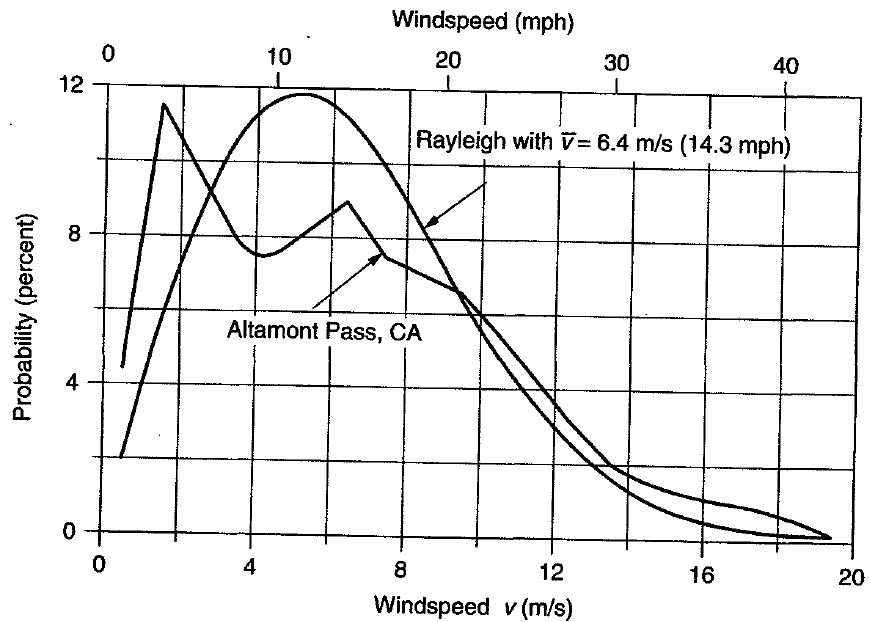 Windspeed (mph)
0 10 20 30 40
12
Rayleigh with v̅ = 6.4 m/s (14.3 mph)
8
Probability (percent)
Altamont Pass, CA
4
0
0 4 8 12 16 20
Windspeed v (m/s)